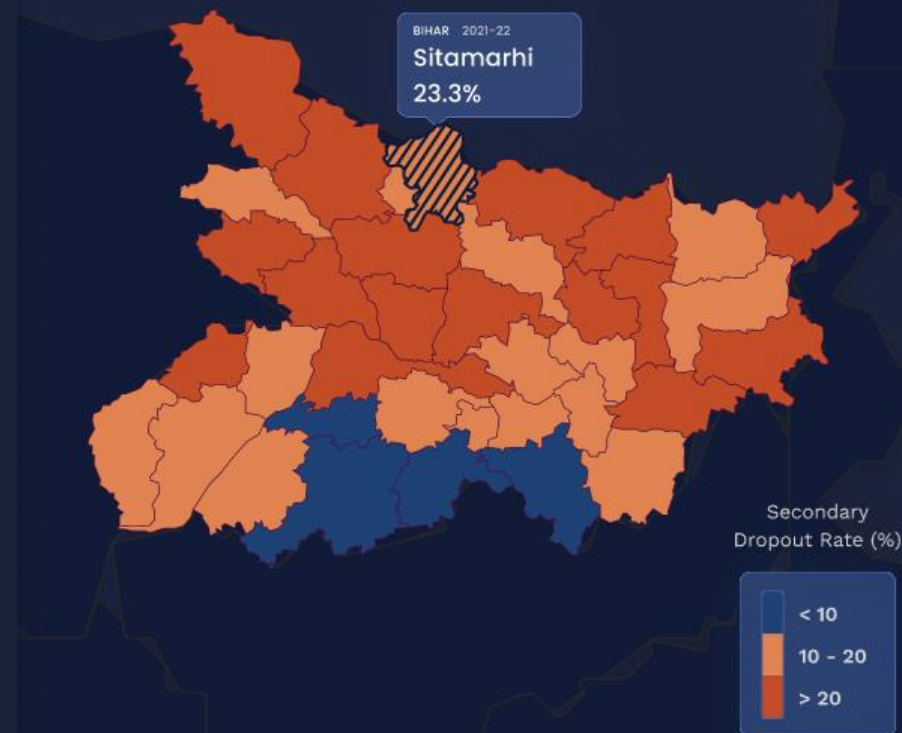 BIHAR 2021-22
Sitamarhi
23.3%
Secondary
Dropout Rate (%)
< 10
10 - 20
> 20